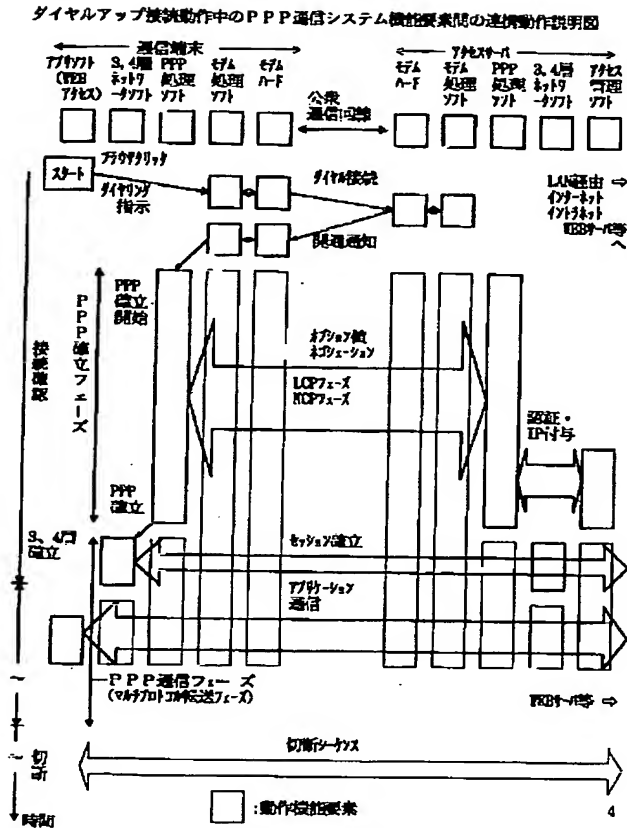 ダイヤルアップ接続動作中のPPP通信システム機能要素間の連携動作説明図
通信端末
アクセスサーバ
アプリソフト
(WEB
アクセス)
3、4層
ネットワ
ークソフト
PPP
処理
ソフト
モデム
処理
ソフト
モデム
ハード
公衆
通信回線
モデム
ハード
モデム
処理
ソフト
PPP
処理
ソフト
3、4層
ネットワ
ークソフト
アクセス
管理
ソフト
スタート
ブラウザクリック
ダイヤリング
指示
ダイヤル接続
開通通知
LAN経由 ⇒
インターネット
イントラネット
WEBサーバ等
へ
接続確認
PPP確立フェーズ
PPP
確立
開始
オプション値
ネゴシェーション
LCPフェーズ
NCPフェーズ
認証・
IP付与
PPP
確立
3、4層
確立
セッション確立
アプリケーション
通信
PPP通信フェーズ
(マルチプロトコル転送フェーズ)
WEBサーバ等 ⇒
切断
切断シーケンス
時間
:動作機能要素
4